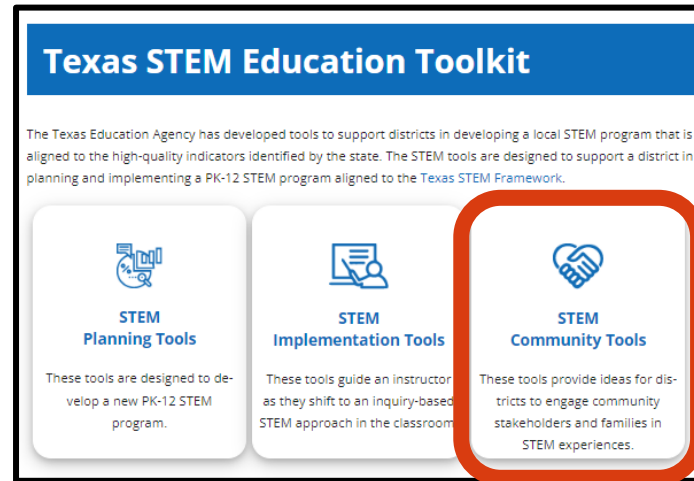 Texas STEM Education Toolkit
The Texas Education Agency has developed tools to support districts in developing a local STEM program that is
aligned to the high-quality indicators identified by the state. The STEM tools are designed to support a district in
planning and implementing a PK-12 STEM program aligned to the Texas STEM Framework.
STEM
Planning Tools
These tools are designed to de-
velop a new PK-12 STEM
program.
STEM
Implementation Tools
These tools guide an instructor
as they shift to an inquiry-based
STEM approach in the classroom
STEM
Community Tools
These tools provide ideas for dis-
tricts to engage community
stakeholders and families in
STEM experiences.